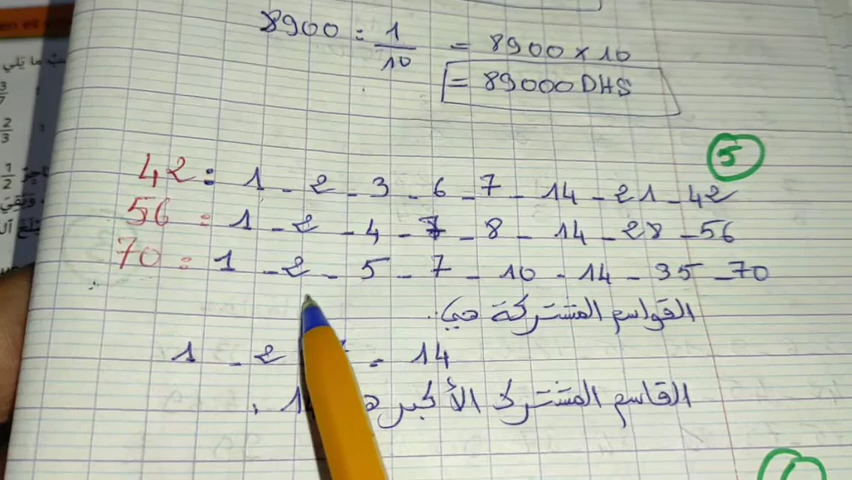 8900 : 1/10 = 8900 x 10
= 89000 DHS
5
42 : 1 - 2 - 3 - 6 - 7 - 14 - 21 - 42
56 : 1 - 2 - 4 - 7 - 8 - 14 - 28 - 56
70 : 1 - 2 - 5 - 7 - 10 - 14 - 35 - 70
القواسم المشتركة هي:
1 - 2 - 14
القاسم المشترك الأكبر